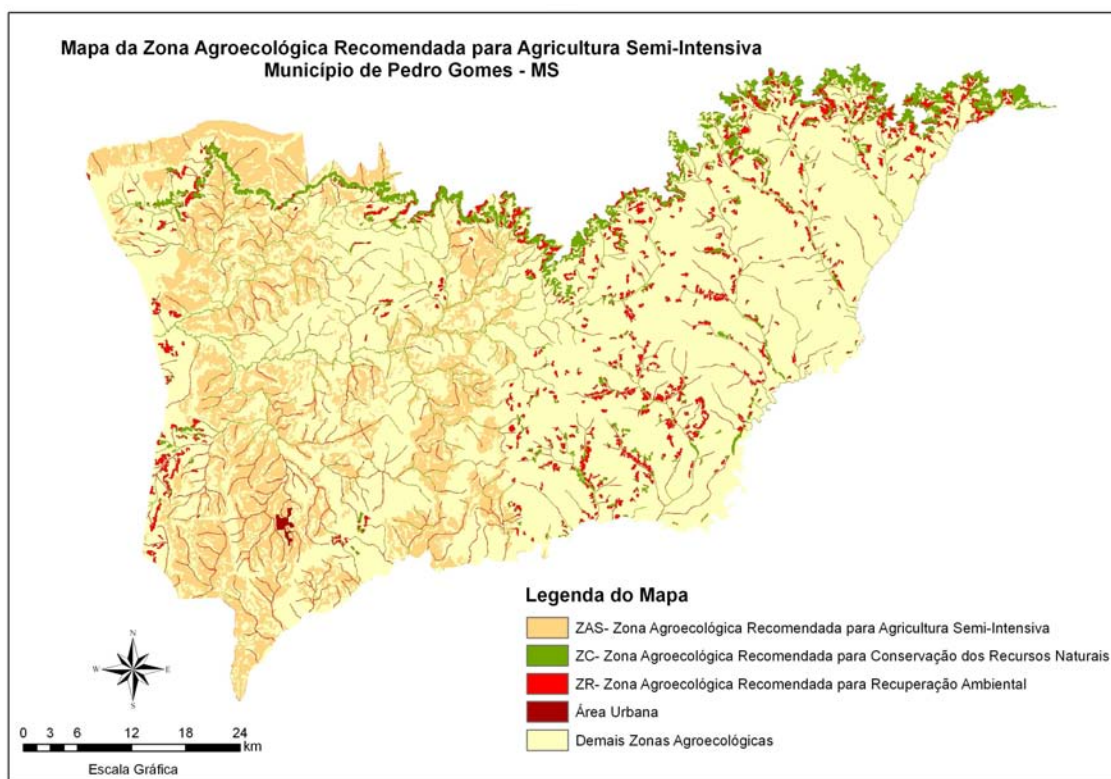 Mapa da Zona Agroecológica Recomendada para Agricultura Semi-Intensiva
Município de Pedro Gomes - MS
Legenda do Mapa
ZAS- Zona Agroecológica Recomendada para Agricultura Semi-Intensiva
ZC- Zona Agroecológica Recomendada para Conservação dos Recursos Naturais
ZR- Zona Agroecológica Recomendada para Recuperação Ambiental
Área Urbana
Demais Zonas Agroecológicas
N
W E
S
0 3 6 12 18 24
km
Escala Gráfica